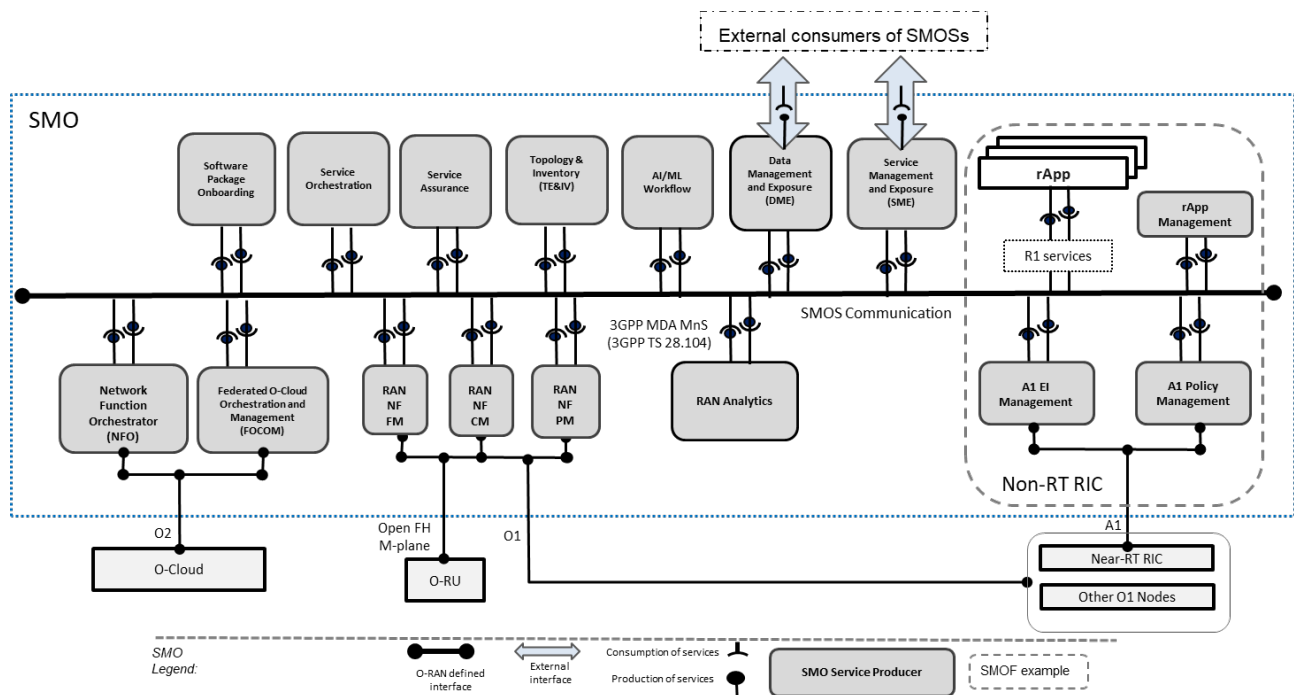 External consumers of SMOSs
SMO
Software
Package
Onboarding
Service
Orchestration
Service
Assurance
Topology &
Inventory
(TE&IV)
AI/ML
Workflow
Data
Management
and Exposure
(DME)
Service
Management
and Exposure
(SME)
rApp
rApp
Management
R1 services
3GPP MDA MnS
(3GPP TS 28.104)
SMOS Communication
Network
Function
Orchestrator
(NFO)
Federated O-Cloud
Orchestration and
Management
(FOCOM)
RAN
NF
FM
RAN
NF
CM
RAN
NF
PM
RAN Analytics
A1 EI
Management
A1 Policy
Management
Non-RT RIC
O2
Open FH
M-plane
O1
A1
O-Cloud
O-RU
Near-RT RIC
Other O1 Nodes
SMO
Legend:
O-RAN defined
interface
External
interface
Consumption of services
Production of services
SMO Service Producer
SMOF example